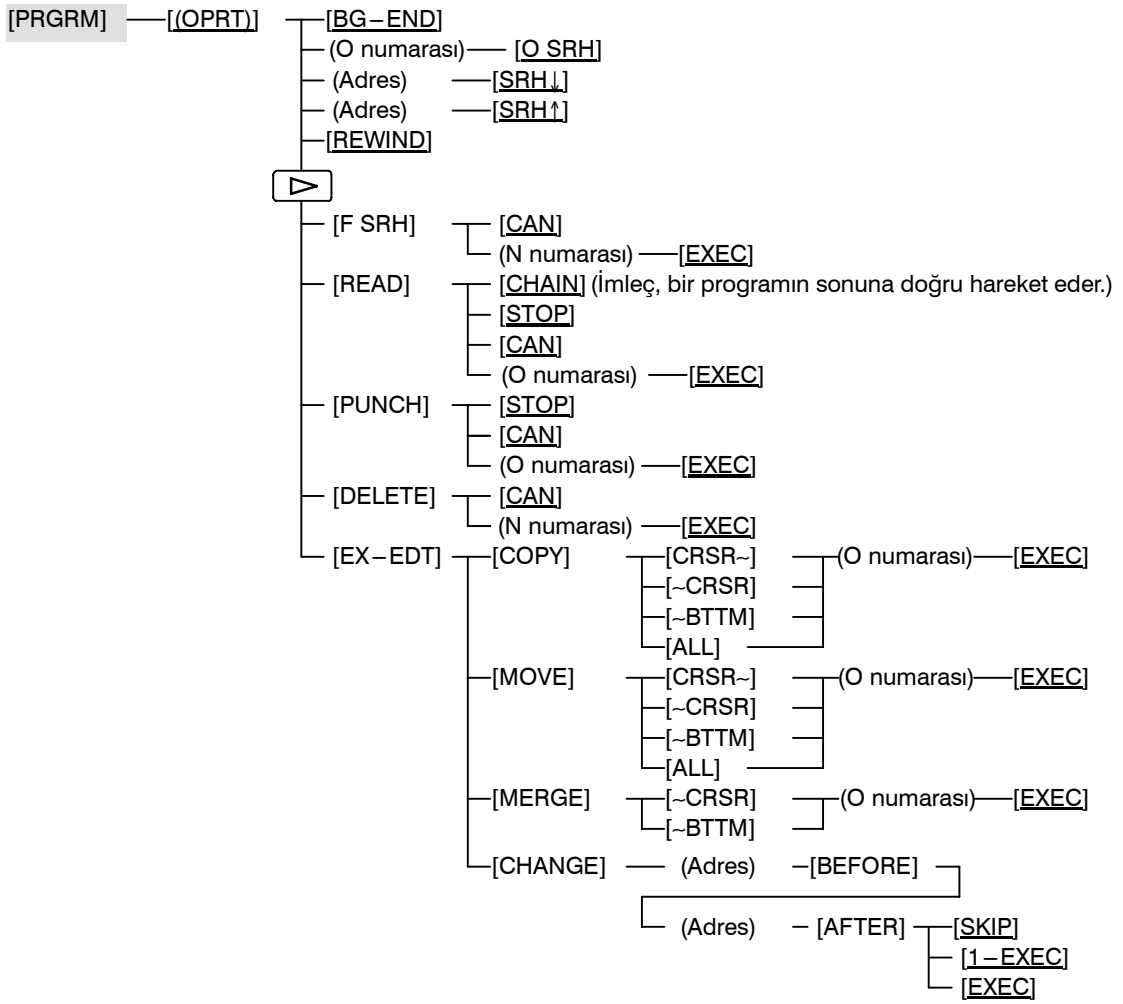 [PRGRM] [(OPRT)] [BG–END]
(O numarası) [O SRH]
(Adres) [SRH↓]
(Adres) [SRH↑]
[REWIND]
[F SRH] [CAN]
(N numarası) [EXEC]
[READ] [CHAIN] (İmleç, bir programın sonuna doğru hareket eder.)
[STOP]
[CAN]
(O numarası) [EXEC]
[PUNCH] [STOP]
[CAN]
(O numarası) [EXEC]
[DELETE] [CAN]
(N numarası) [EXEC]
[EX–EDT] [COPY] [CRSR~] (O numarası) [EXEC]
[~CRSR]
[~BTTM]
[ALL]
[MOVE] [CRSR~] (O numarası) [EXEC]
[~CRSR]
[~BTTM]
[ALL]
[MERGE] [~CRSR] (O numarası) [EXEC]
[~BTTM]
[CHANGE] (Adres) [BEFORE]
(Adres) [AFTER] [SKIP]
[1–EXEC]
[EXEC]